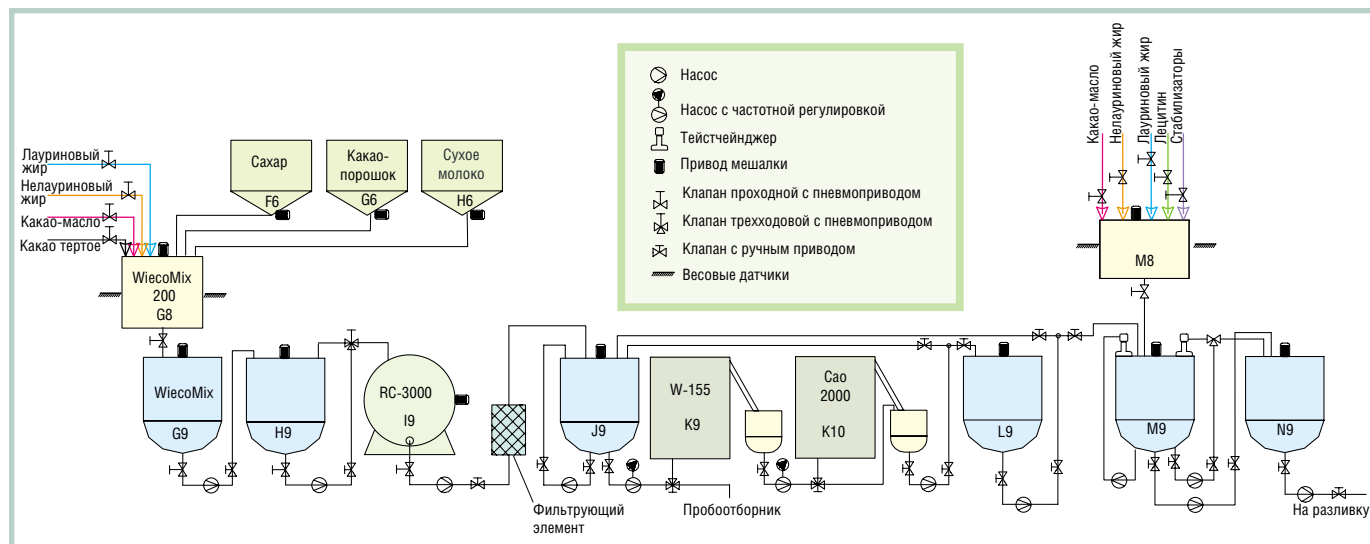 Лауриновый
жир
Нелауриновый
жир
Какао-масло
Какао тертое
WiecoMix
200
G8
Сахар
F6
Какао-
порошок
G6
Сухое
молоко
H6
Насос
Насос с частотной регулировкой
Тейстчейнджер
Привод мешалки
Клапан проходной с пневмоприводом
Клапан трехходовой с пневмоприводом
Клапан с ручным приводом
Весовые датчики
Какао-масло
Нелауриновый жир
Лауриновый жир
Лецитин
Стабилизаторы
M8
WiecoMix
G9
H9
RC-3000
I9
Фильтрующий
элемент
J9
W-155
K9
Пробоотборник
Cao
2000
K10
L9
M9
N9
На разливку